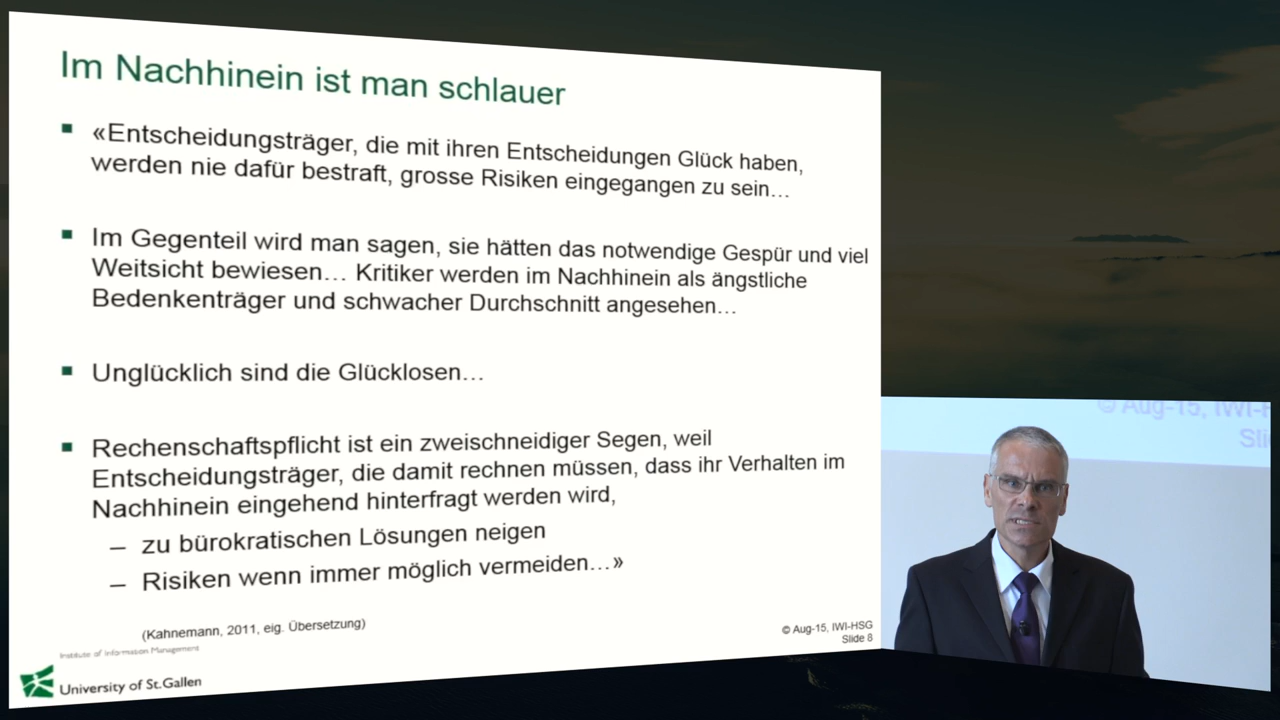 Im Nachhinein ist man schlauer
«Entscheidungsträger, die mit ihren Entscheidungen Glück haben,
werden nie dafür bestraft, grosse Risiken eingegangen zu sein…
Im Gegenteil wird man sagen, sie hätten das notwendige Gespür und viel
Weitsicht bewiesen… Kritiker werden im Nachhinein als ängstliche
Bedenkenträger und schwacher Durchschnitt angesehen…
Unglücklich sind die Glücklosen…
Rechenschaftspflicht ist ein zweischneidiger Segen, weil
Entscheidungsträger, die damit rechnen müssen, dass ihr Verhalten im
Nachhinein eingehend hinterfragt werden wird,
– zu bürokratischen Lösungen neigen
– Risiken wenn immer möglich vermeiden…»
(Kahnemann, 2011, eig. Übersetzung)
© Aug-15, IWI-HSG
Slide 8
Institute of Information Management
University of St.Gallen
© Aug-15, IWI-H
Sli